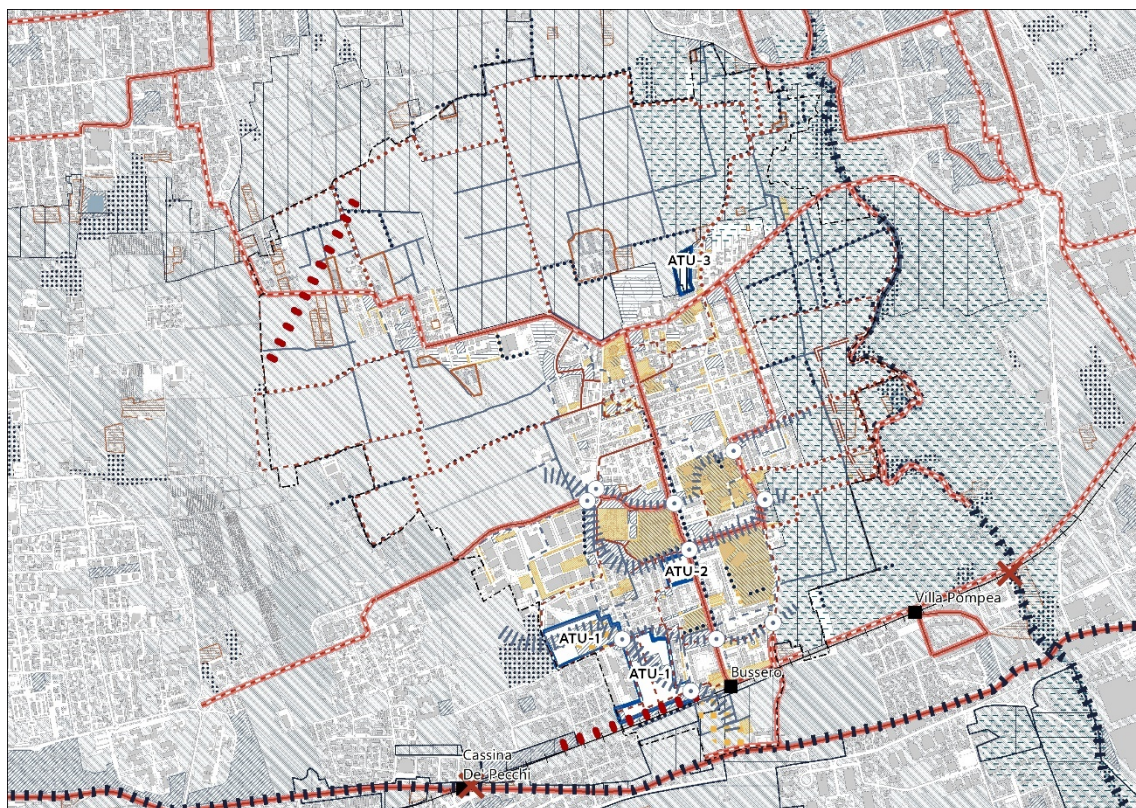 ATU-3
ATU-2
Villa Pompea
ATU-1
ATU-1
Bussero
Cassina
De' Pecchi